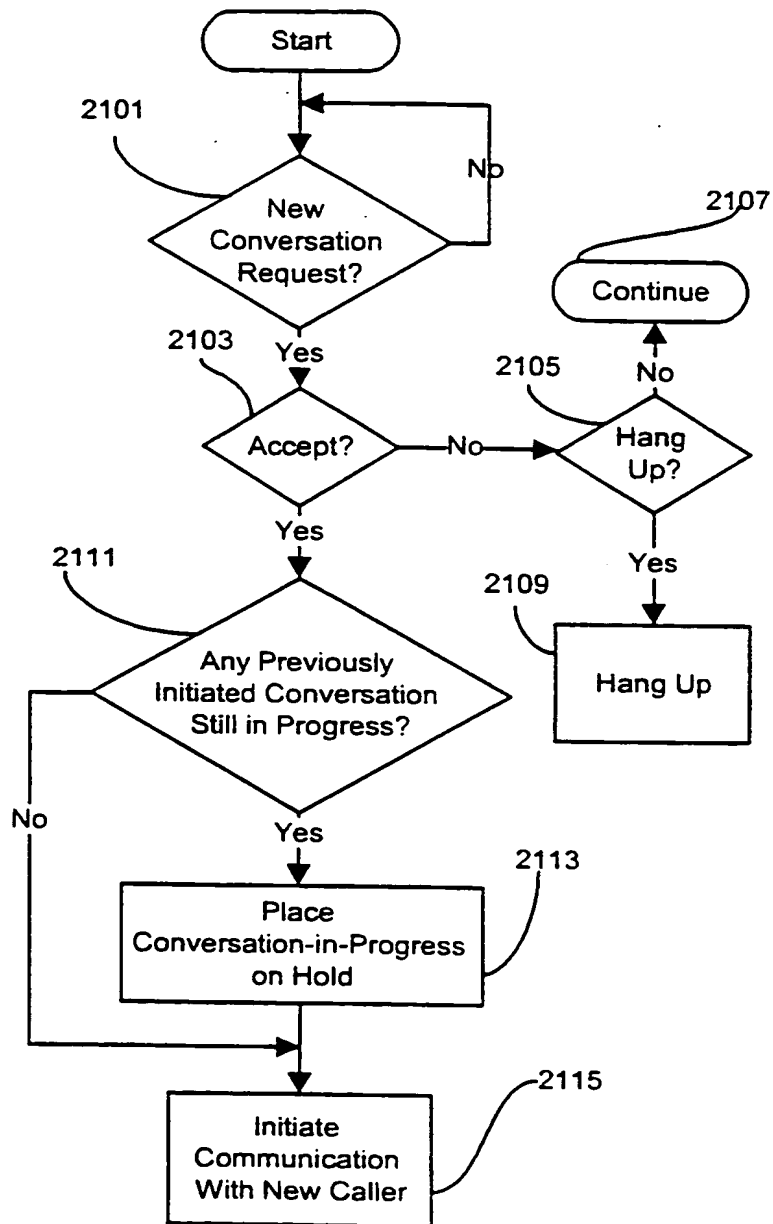 Start
2101
No
New
Conversation
Request?
2107
Continue
Yes
2103
No
2105
Accept?
No
Hang
Up?
Yes
Yes
2111
2109
Any Previously
Initiated Conversation
Still in Progress?
Hang Up
No
Yes
2113
Place
Conversation-in-Progress
on Hold
2115
Initiate
Communication
With New Caller